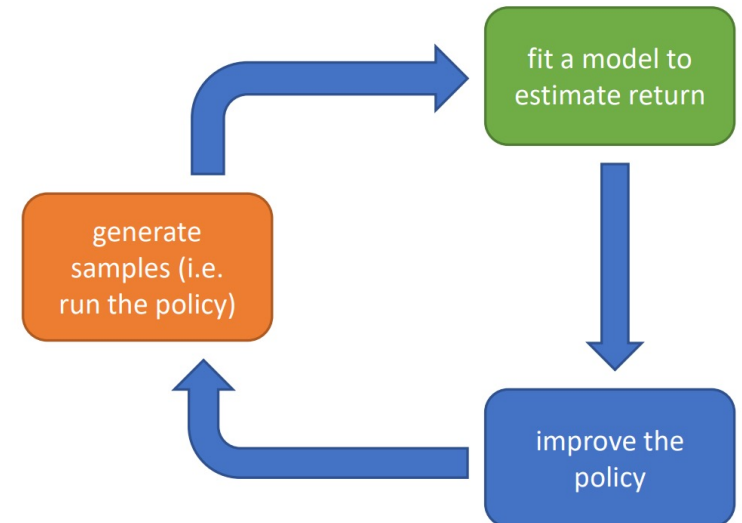 fit a model to
estimate return
generate
samples (i.e.
run the policy)
improve the
policy